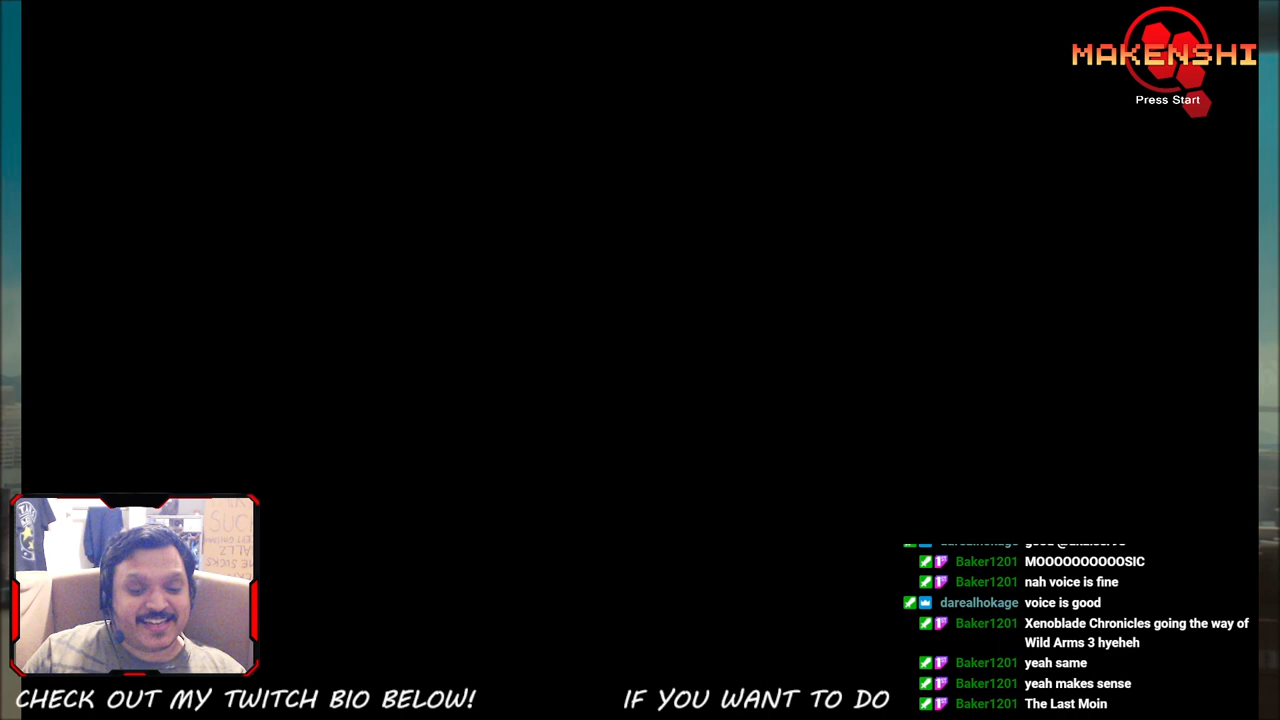 MAKENSHI
Press Start
darealhokage
Baker1201 MOOOOOOOOOOSIC
Baker1201 nah voice is fine
darealhokage voice is good
Baker1201 Xenoblade Chronicles going the way of
Wild Arms 3 hyeheh
Baker1201 yeah same
Baker1201 yeah makes sense
Baker1201 The Last Moin
CHECK OUT MY TWITCH BIO BELOW! IF YOU WANT TO DO